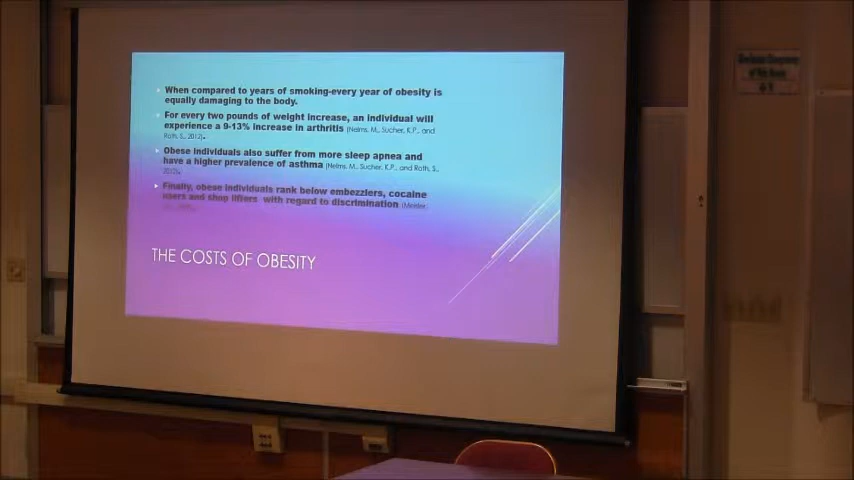 When compared to years of smoking-every year of obesity is
equally damaging to the body.
For every two pounds of weight increase, an individual will
experience a 9-13% increase in arthritis (Nelms, M., Sucher, K.P., and
Roth, S., 2012).
Obese individuals also suffer from more sleep apnea and
have a higher prevalence of asthma (Nelms, M., Sucher, K.P., and Roth, S.,
2012).
Finally, obese individuals rank below embezzlers, cocaine
users and shop lifters with regard to discrimination
THE COSTS OF OBESITY